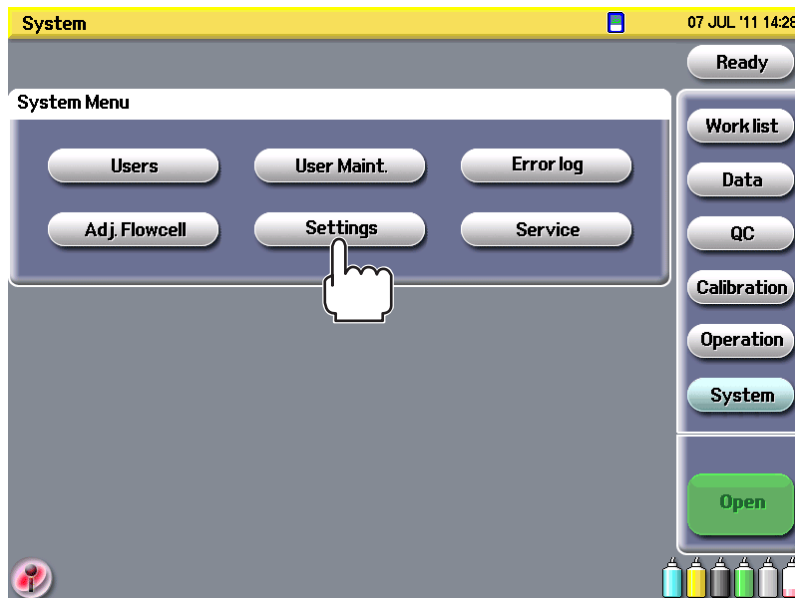 System
07 JUL '11 14:28
Ready
System Menu
Users
User Maint.
Error log
Adj. Flowcell
Settings
Service
Work list
Data
QC
Calibration
Operation
System
Open